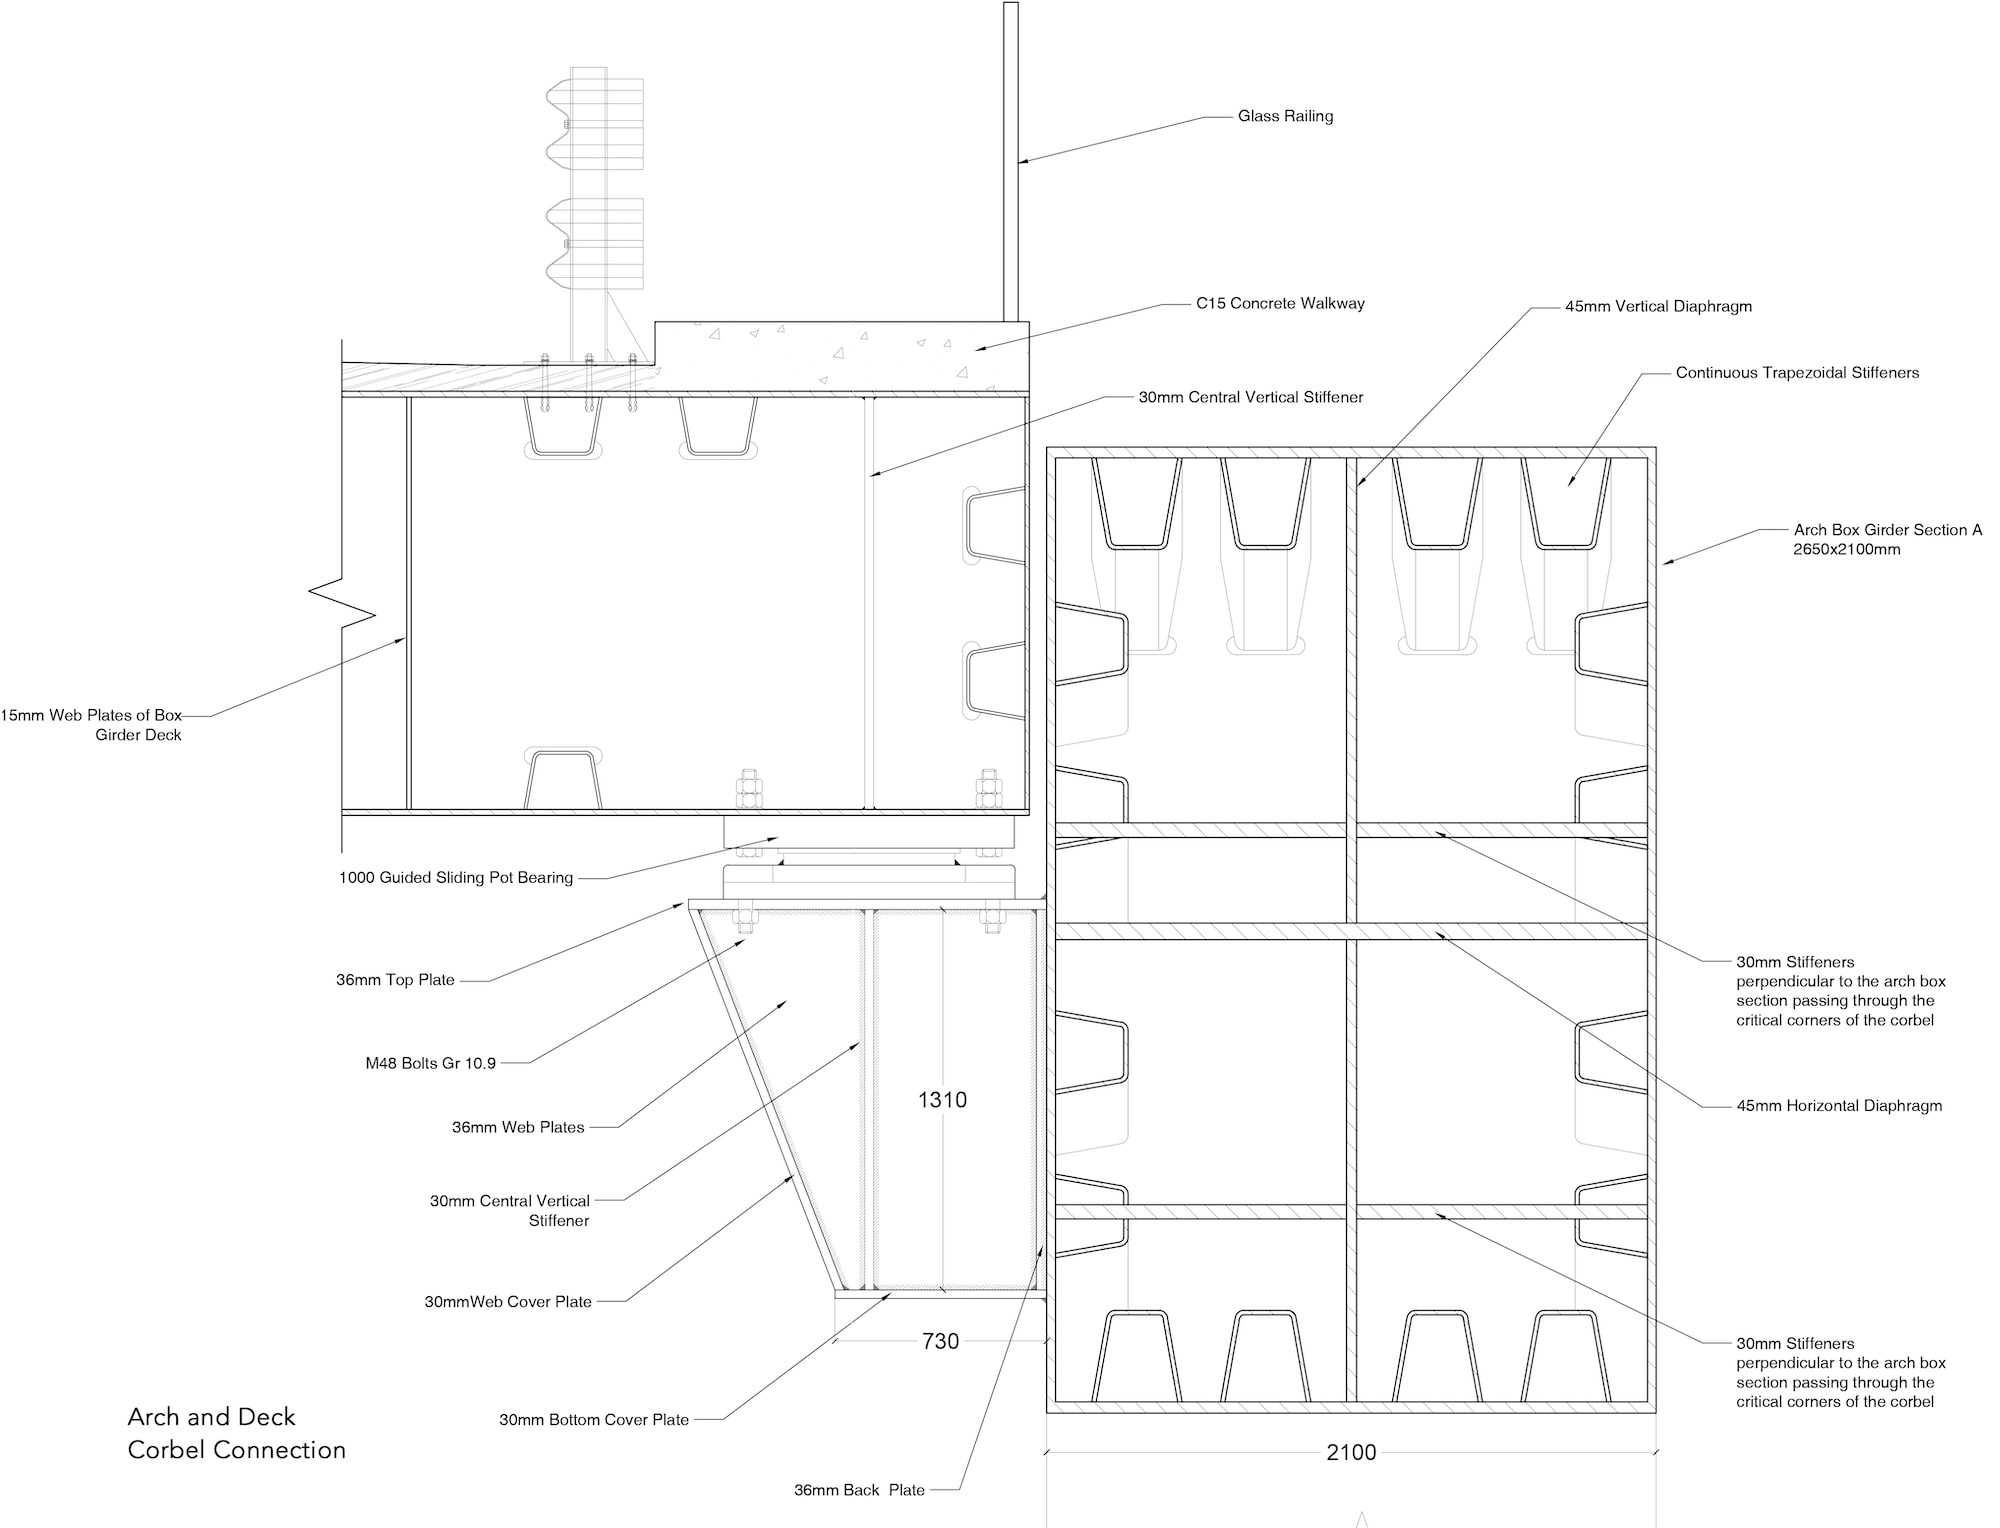 Glass Railing
C15 Concrete Walkway
45mm Vertical Diaphragm
Continuous Trapezoidal Stiffeners
30mm Central Vertical Stiffener
Arch Box Girder Section A
2650x2100mm
15mm Web Plates of Box
Girder Deck
1000 Guided Sliding Pot Bearing
36mm Top Plate
30mm Stiffeners
perpendicular to the arch box
section passing through the
critical corners of the corbel
M48 Bolts Gr 10.9
1310
45mm Horizontal Diaphragm
36mm Web Plates
30mm Central Vertical
Stiffener
30mmWeb Cover Plate
730
30mm Stiffeners
perpendicular to the arch box
section passing through the
critical corners of the corbel
Arch and Deck
Corbel Connection
30mm Bottom Cover Plate
2100
36mm Back Plate